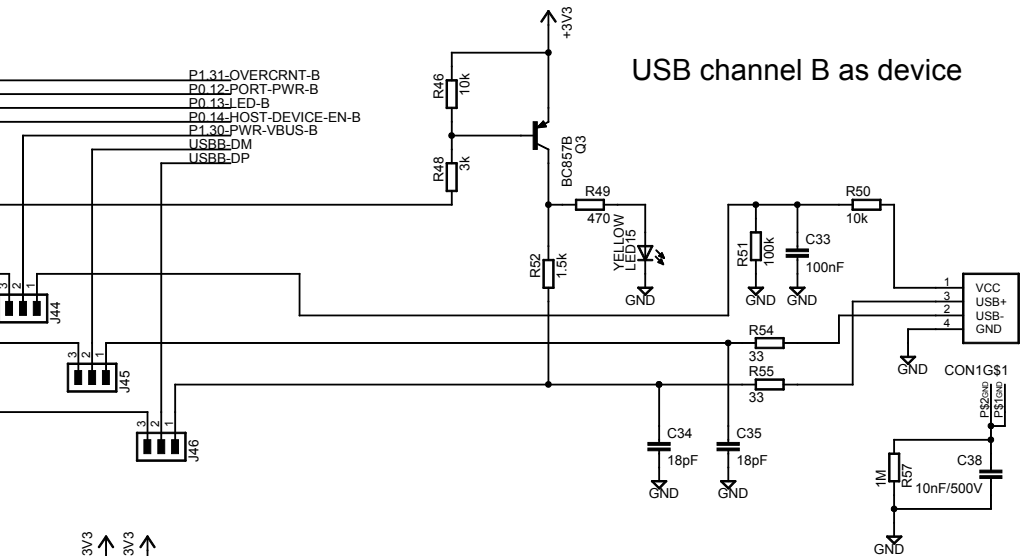 +3V3
USB channel B as device
P1.31-OVERCRNT-B
P0.12-PORT-PWR-B
P0.13-LED-B
P0.14-HOST-DEVICE-EN-B
P1.30-PWR-VBUS-B
USBB-DM
USBB-DP
R46
10k
R48
3k
BC857B
Q3
R49
470
YELLOW
LED15
GND
R52
1.5k
R50
10k
R51
100k
C33
100nF
GND
GND
1 VCC
3 USB+
2 USB-
4 GND
GND
CON1G$1
P$2GND
P$1GND
3 2 1
J44
3 2 1
J45
3 2 1
J46
R54
33
R55
33
C34
18pF
GND
C35
18pF
GND
1M
R57
C38
10nF/500V
GND
3V3
3V3